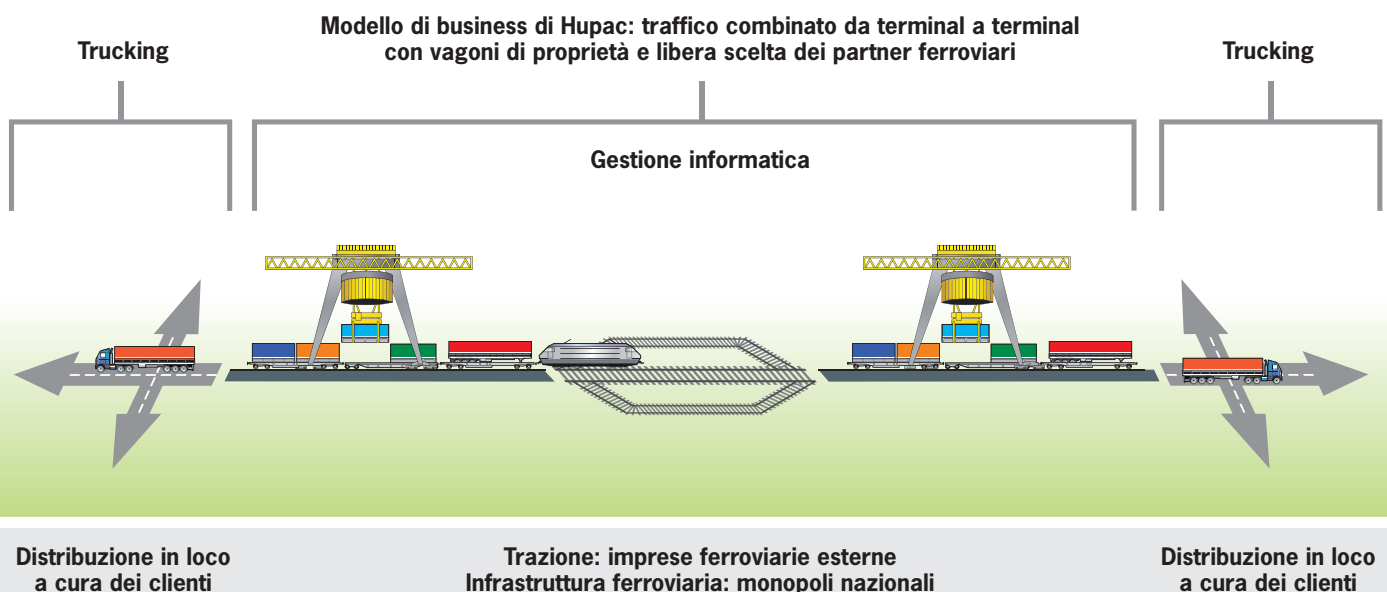 Modello di business di Hupac: traffico combinato da terminal a terminal
con vagoni di proprietà e libera scelta dei partner ferroviari
Trucking
Trucking
Gestione informatica
Distribuzione in loco
a cura dei clienti
Trazione: imprese ferroviarie esterne
Infrastruttura ferroviaria: monopoli nazionali
Distribuzione in loco
a cura dei clienti